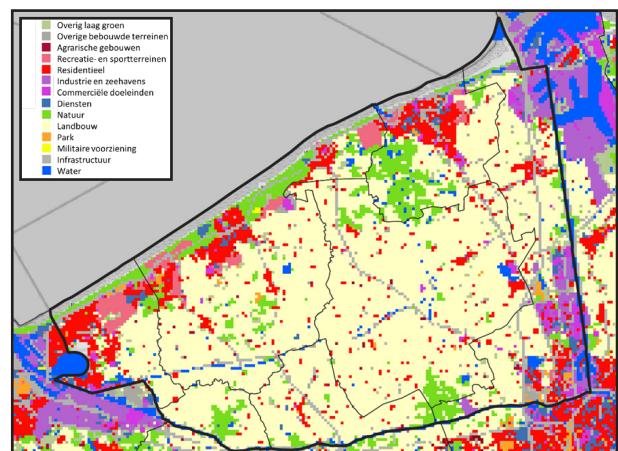 Overig laag groen
Overige bebouwde terreinen
Agrarische gebouwen
Recreatie- en sportterreinen
Residentieel
Industrie en zeehavens
Commerciële doeleinden
Diensten
Natuur
Landbouw
Park
Militaire voorziening
Infrastructuur
Water